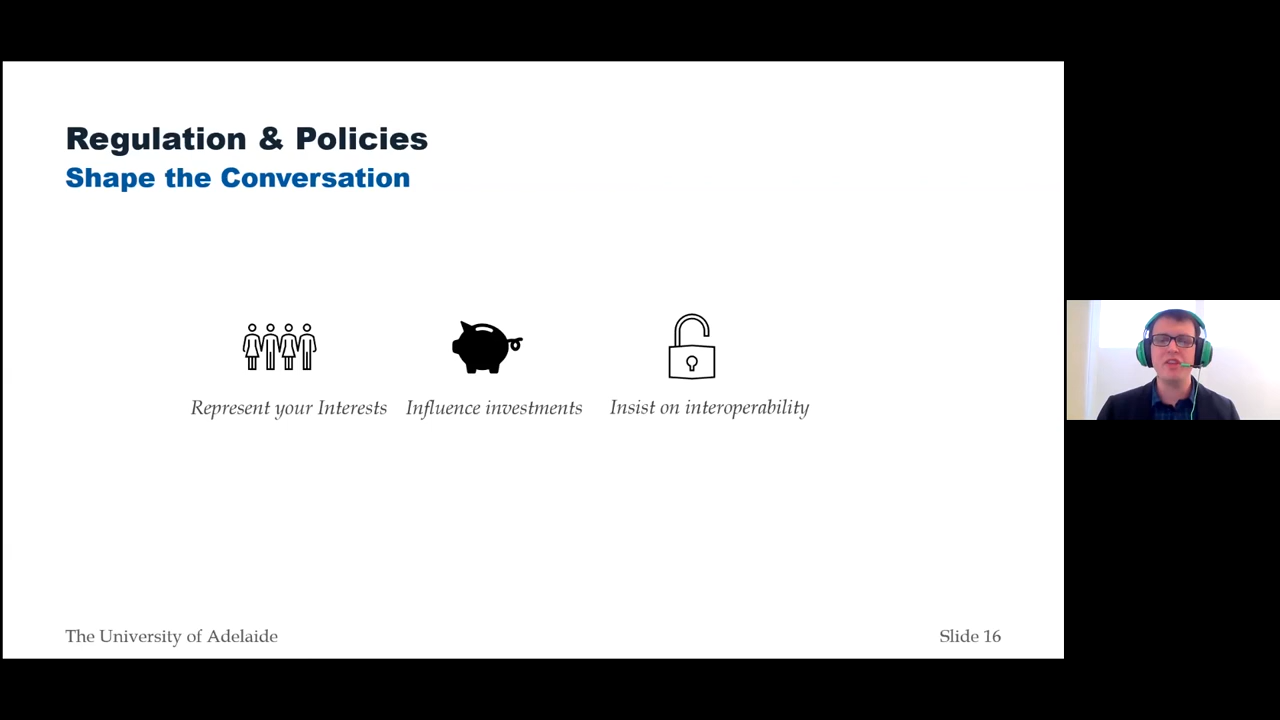 Regulation & Policies
Shape the Conversation
Represent your Interests
Influence investments
Insist on interoperability
The University of Adelaide
Slide 16